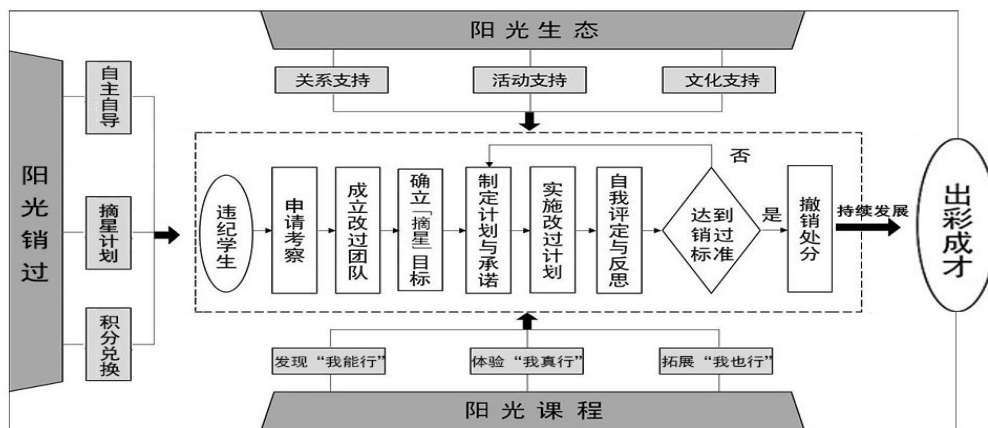 阳光生态
关系支持
活动支持
文化支持
阳光销过
自主自导
摘星计划
积分兑换
违纪学生
申请考察
成立改过团队
确立「摘星」目标
制定计划与承诺
实施改过计划
自我评定与反思
达到销过标准
否
是
撤销处分
持续发展
出彩成才
发现“我能行”
体验“我真行”
拓展“我也行”
阳光课程